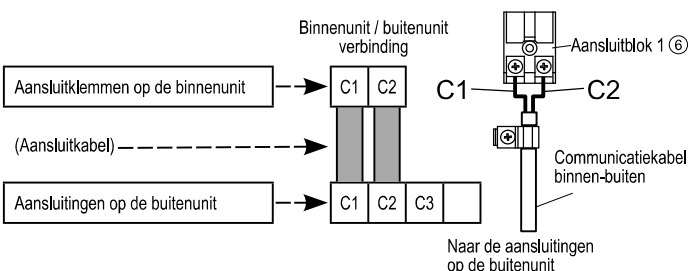 Binnenunit / buitenunit
verbinding
Aansluitblok 1 ⑥
Aansluitklemmen op de binnenunit
C1 C2
C1 C2
(Aansluitkabel)
Communicatiekabel
binnen-buiten
Aansluitingen op de buitenunit
C1 C2 C3
Naar de aansluitingen
op de buitenunit